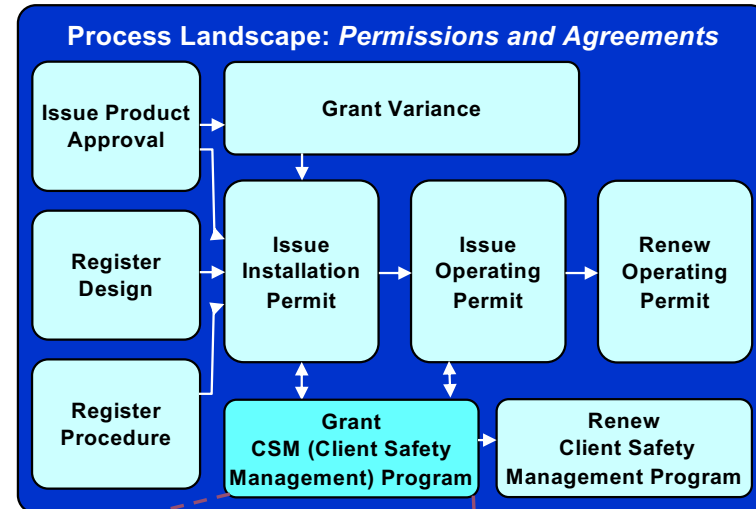 Process Landscape: Permissions and Agreements
Issue Product
Approval
Grant Variance
Register
Design
Issue
Installation
Permit
Issue
Operating
Permit
Renew
Operating
Permit
Register
Procedure
Grant
CSM (Client Safety
Management) Program
Renew
Client Safety
Management Program